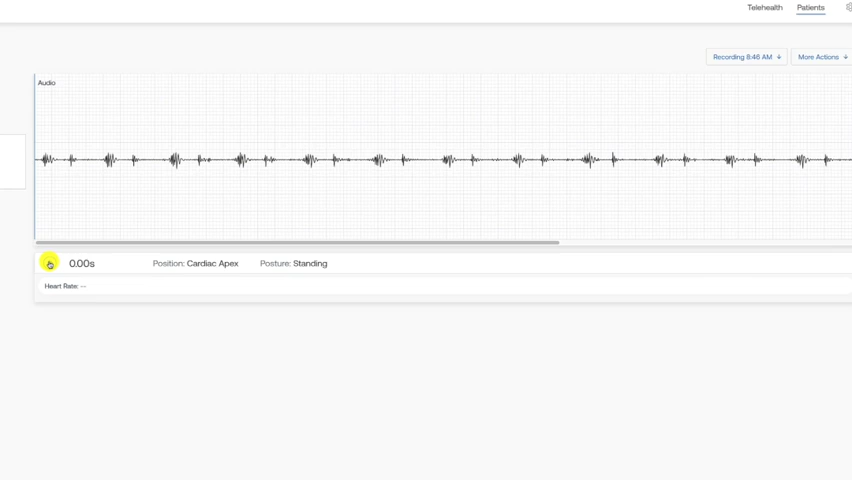 Telehealth Patients
Recording 8:46 AM More Actions
Audio
0.00s Position: Cardiac Apex Posture: Standing
Heart Rate: --